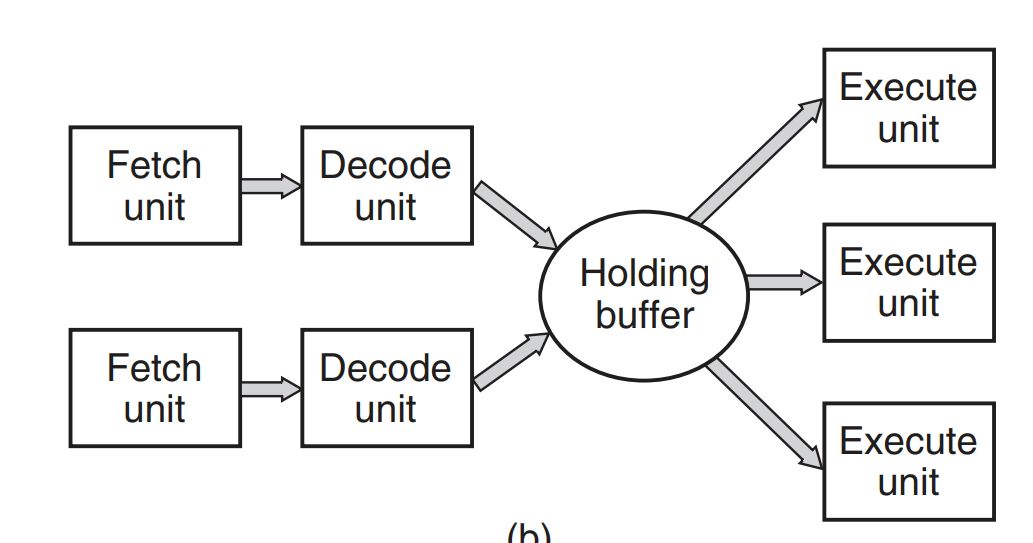 Execute
unit
Fetch
unit
Decode
unit
Holding
buffer
Execute
unit
Fetch
unit
Decode
unit
Execute
unit
(b)